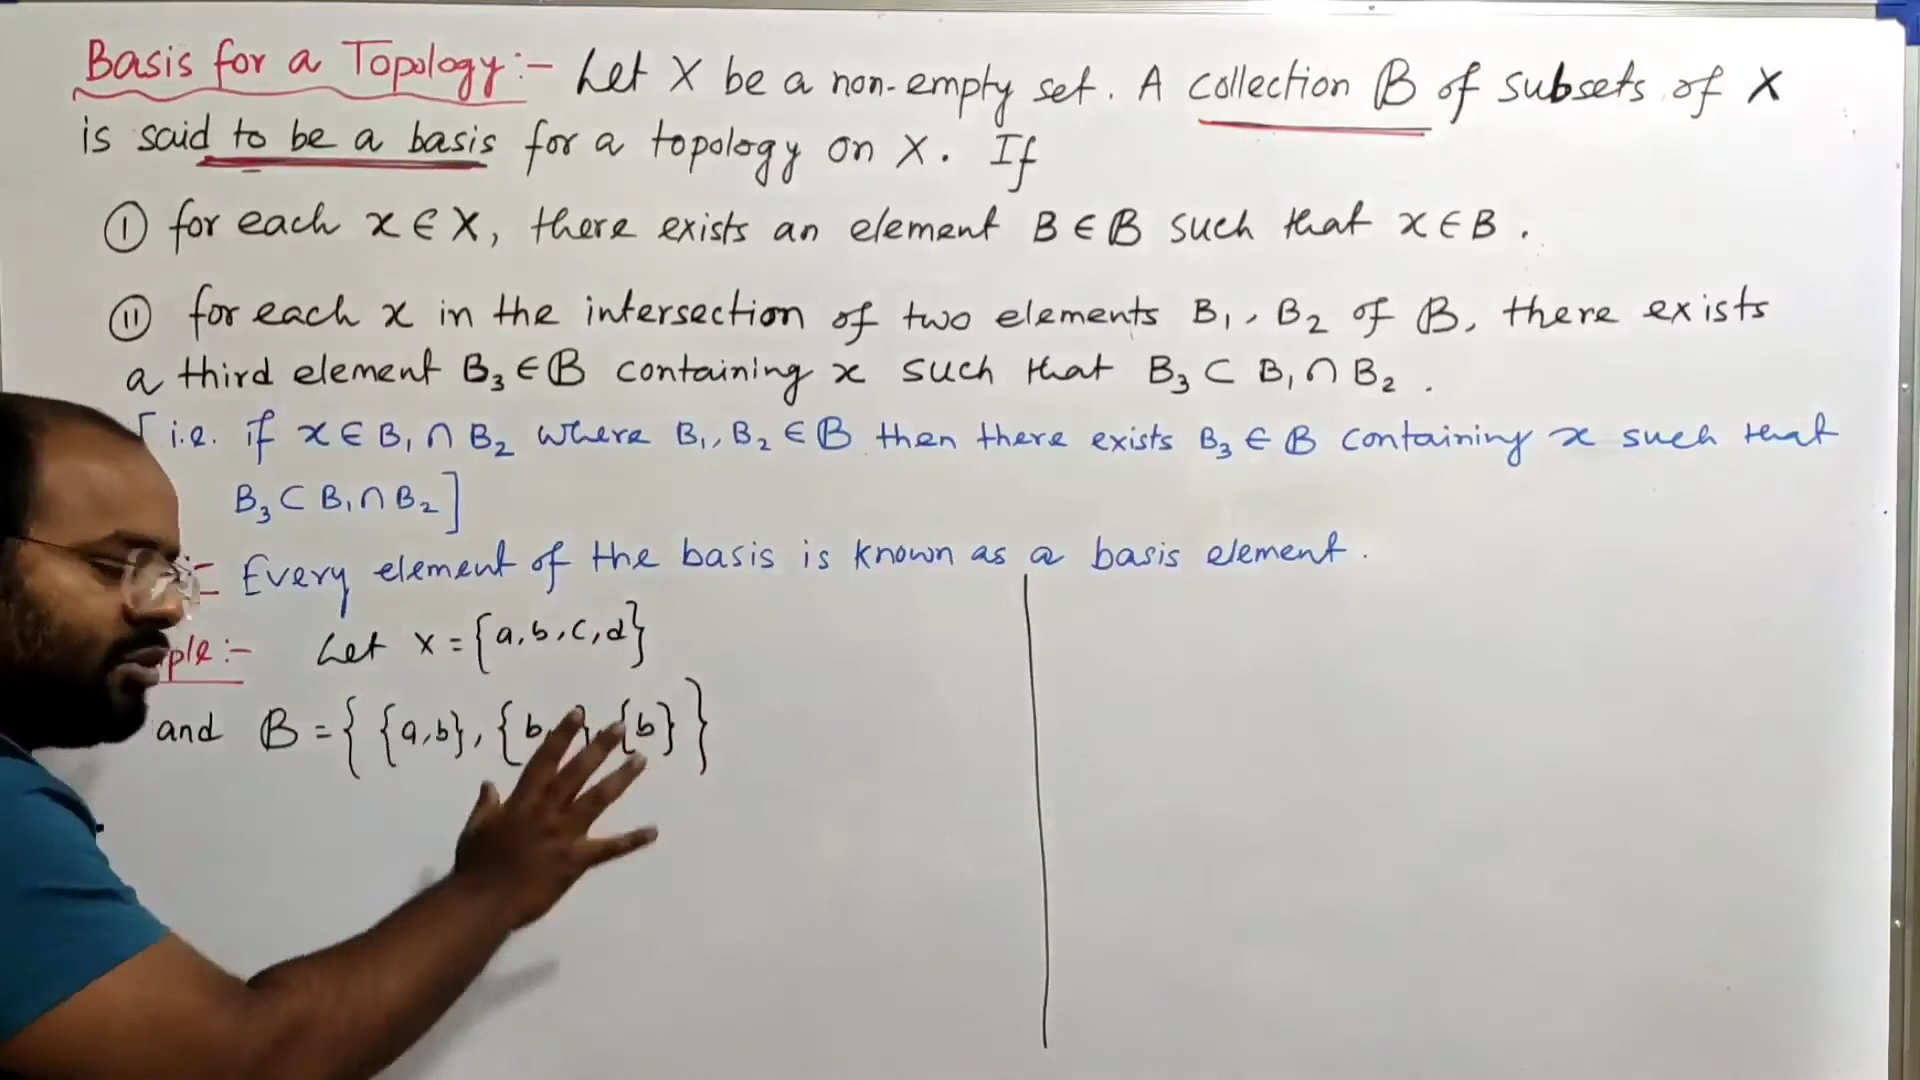 Basis for a Topology:- Let X be a non-empty set. A collection 𝔹 of subsets of X
is said to be a basis for a topology on X. If
(I) for each x ∈ X, there exists an element B ∈ 𝔹 such that x ∈ B.
(II) for each x in the intersection of two elements B₁, B₂ of 𝔹, there exists
a third element B₃ ∈ 𝔹 containing x such that B₃ ⊂ B₁ ∩ B₂.
[i.e. if x ∈ B₁ ∩ B₂ where B₁, B₂ ∈ 𝔹 then there exists B₃ ∈ 𝔹 containing x such that
B₃ ⊂ B₁ ∩ B₂]
Every element of the basis is known as a basis element.
ple:- Let X = {a, b, c, d}
and 𝔹 = { {a, b}, {b, }, {b} }